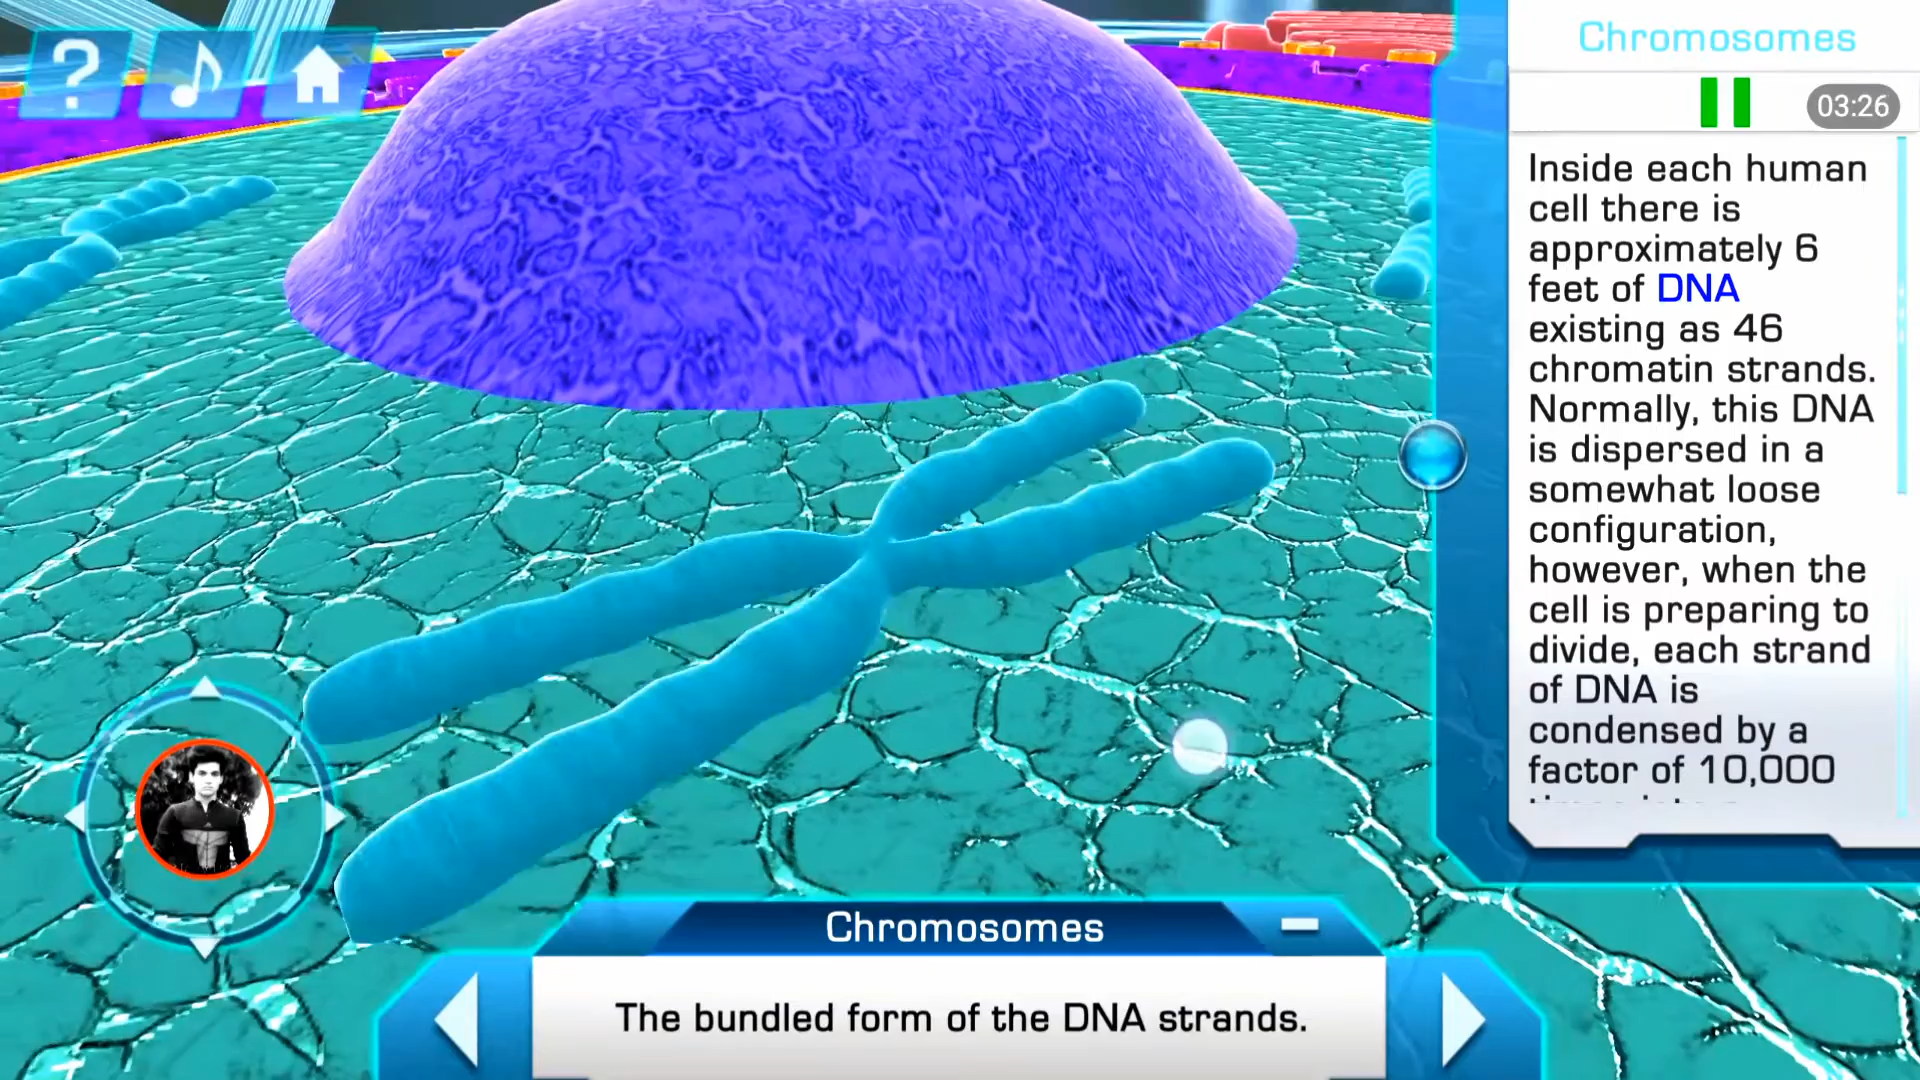 ?
Chromosomes
03:26
Inside each human
cell there is
approximately 6
feet of DNA
existing as 46
chromatin strands.
Normally, this DNA
is dispersed in a
somewhat loose
configuration,
however, when the
cell is preparing to
divide, each strand
of DNA is
condensed by a
factor of 10,000
Chromosomes
The bundled form of the DNA strands.